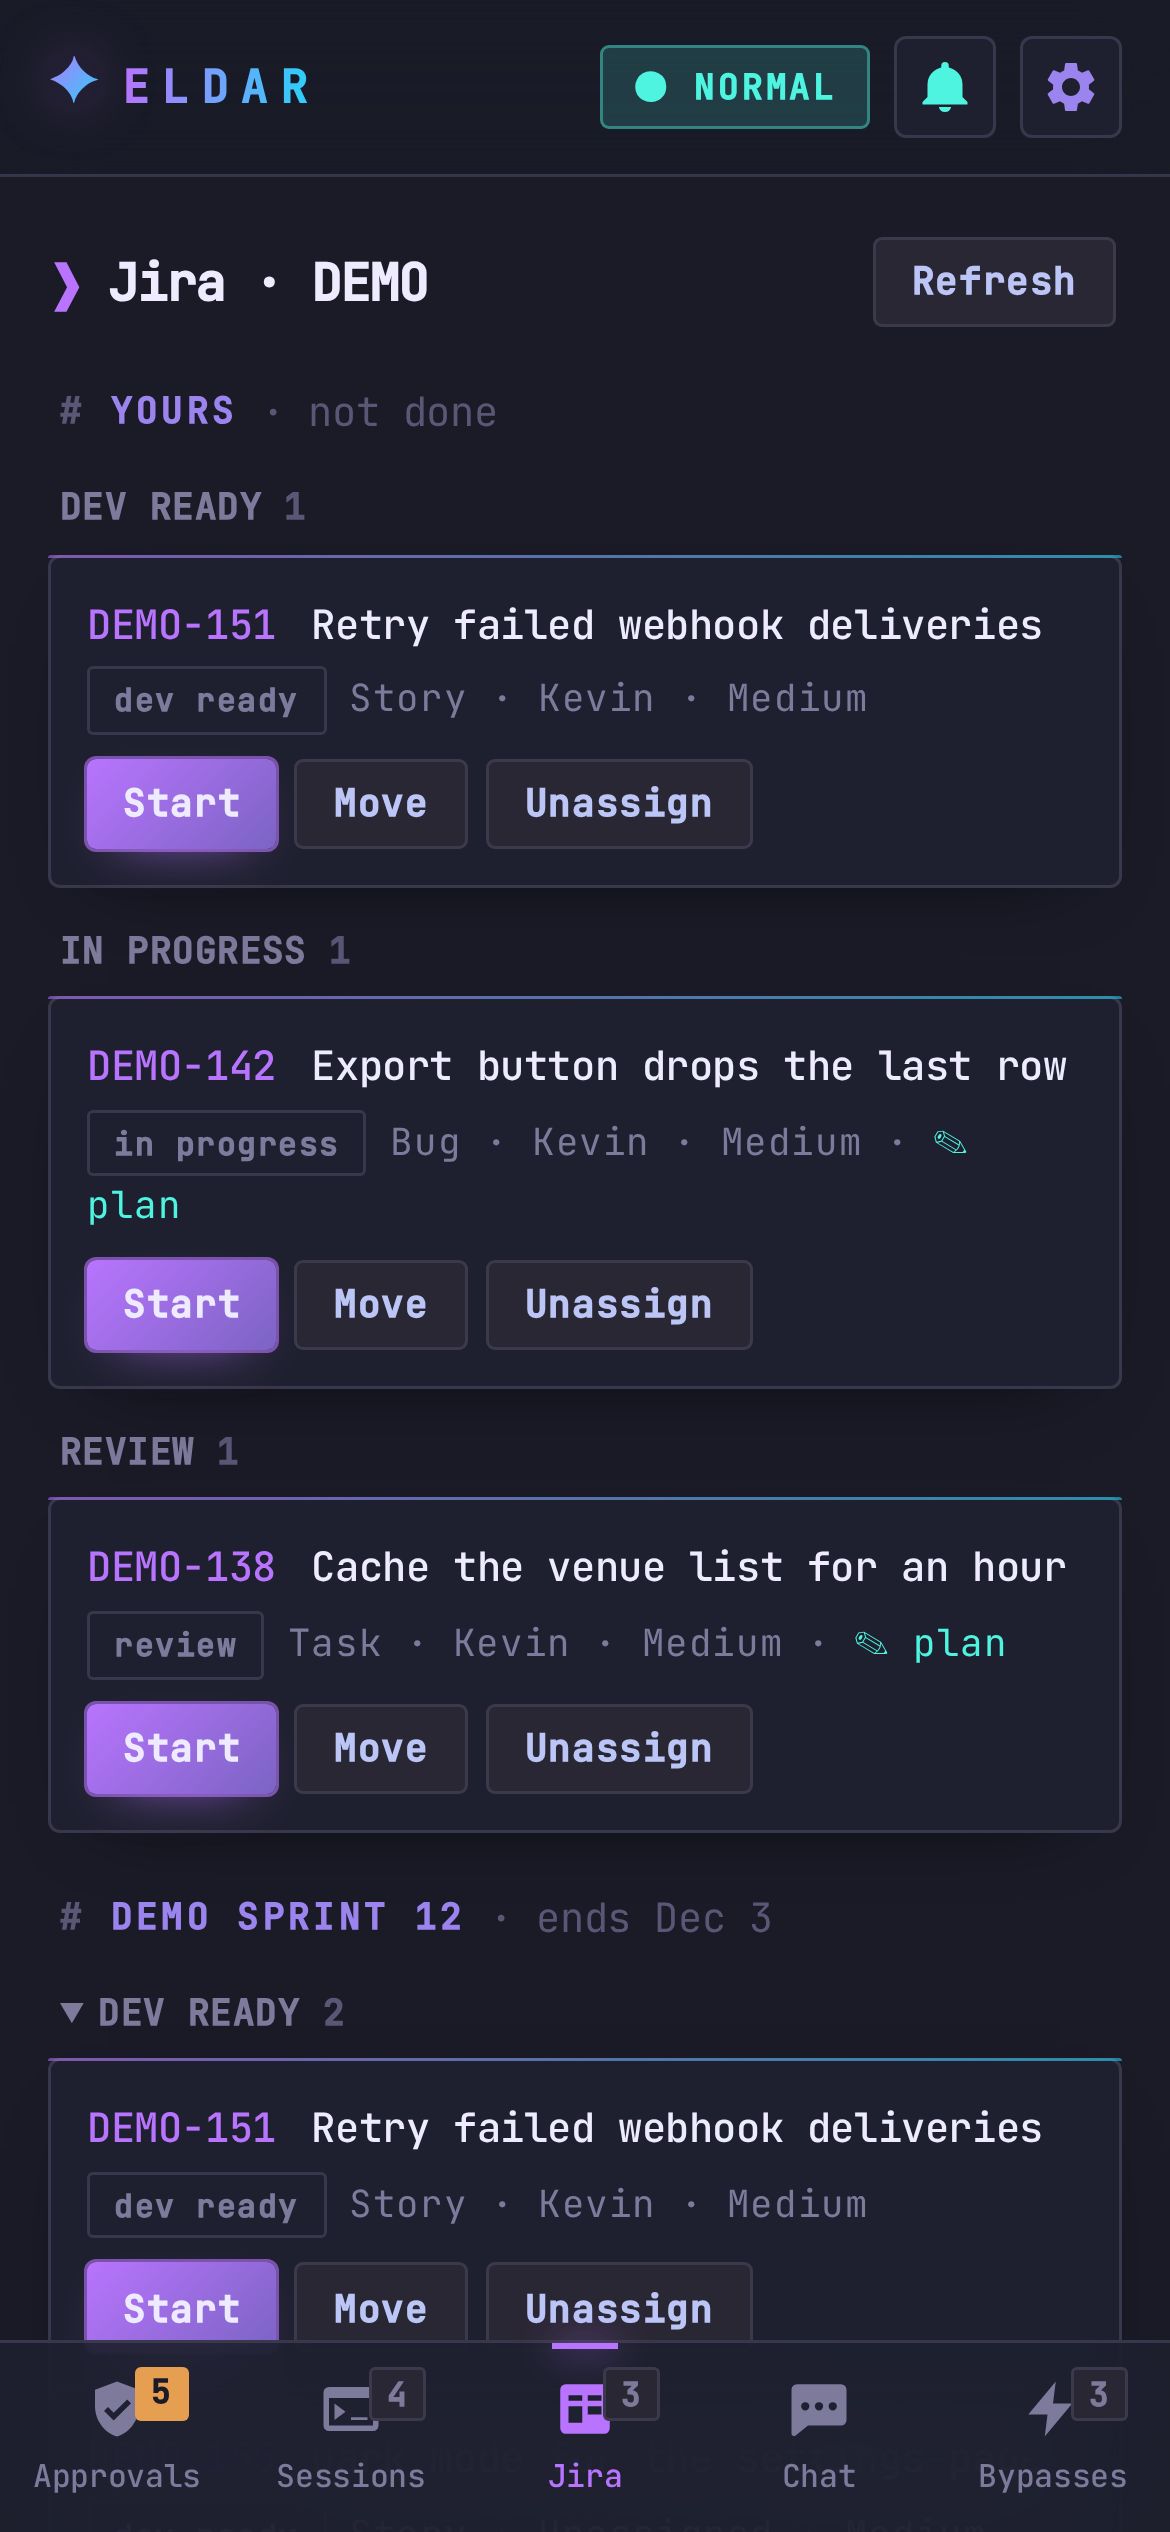 ELDAR
NORMAL
❯ Jira · DEMO
Refresh
# YOURS · not done
DEV READY 1
DEMO-151 Retry failed webhook deliveries
dev ready Story · Kevin · Medium
Start Move Unassign
IN PROGRESS 1
DEMO-142 Export button drops the last row
in progress Bug · Kevin · Medium · ✎
plan
Start Move Unassign
REVIEW 1
DEMO-138 Cache the venue list for an hour
review Task · Kevin · Medium · ✎ plan
Start Move Unassign
# DEMO SPRINT 12 · ends Dec 3
▼ DEV READY 2
DEMO-151 Retry failed webhook deliveries
dev ready Story · Kevin · Medium
Start Move Unassign
5 4 3 3
Approvals Sessions Jira Chat Bypasses